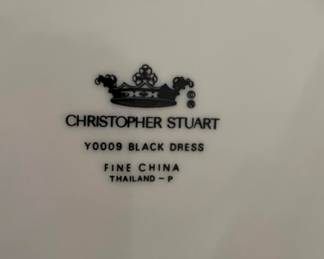 CHRISTOPHER STUART
Y0009 BLACK DRESS
FINE CHINA
THAILAND – P